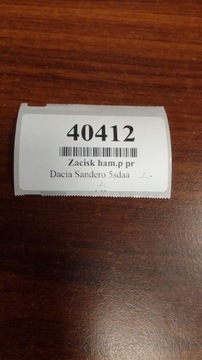 40412
Zacisk ham.p pr
Dacia Sandero 5sdaa